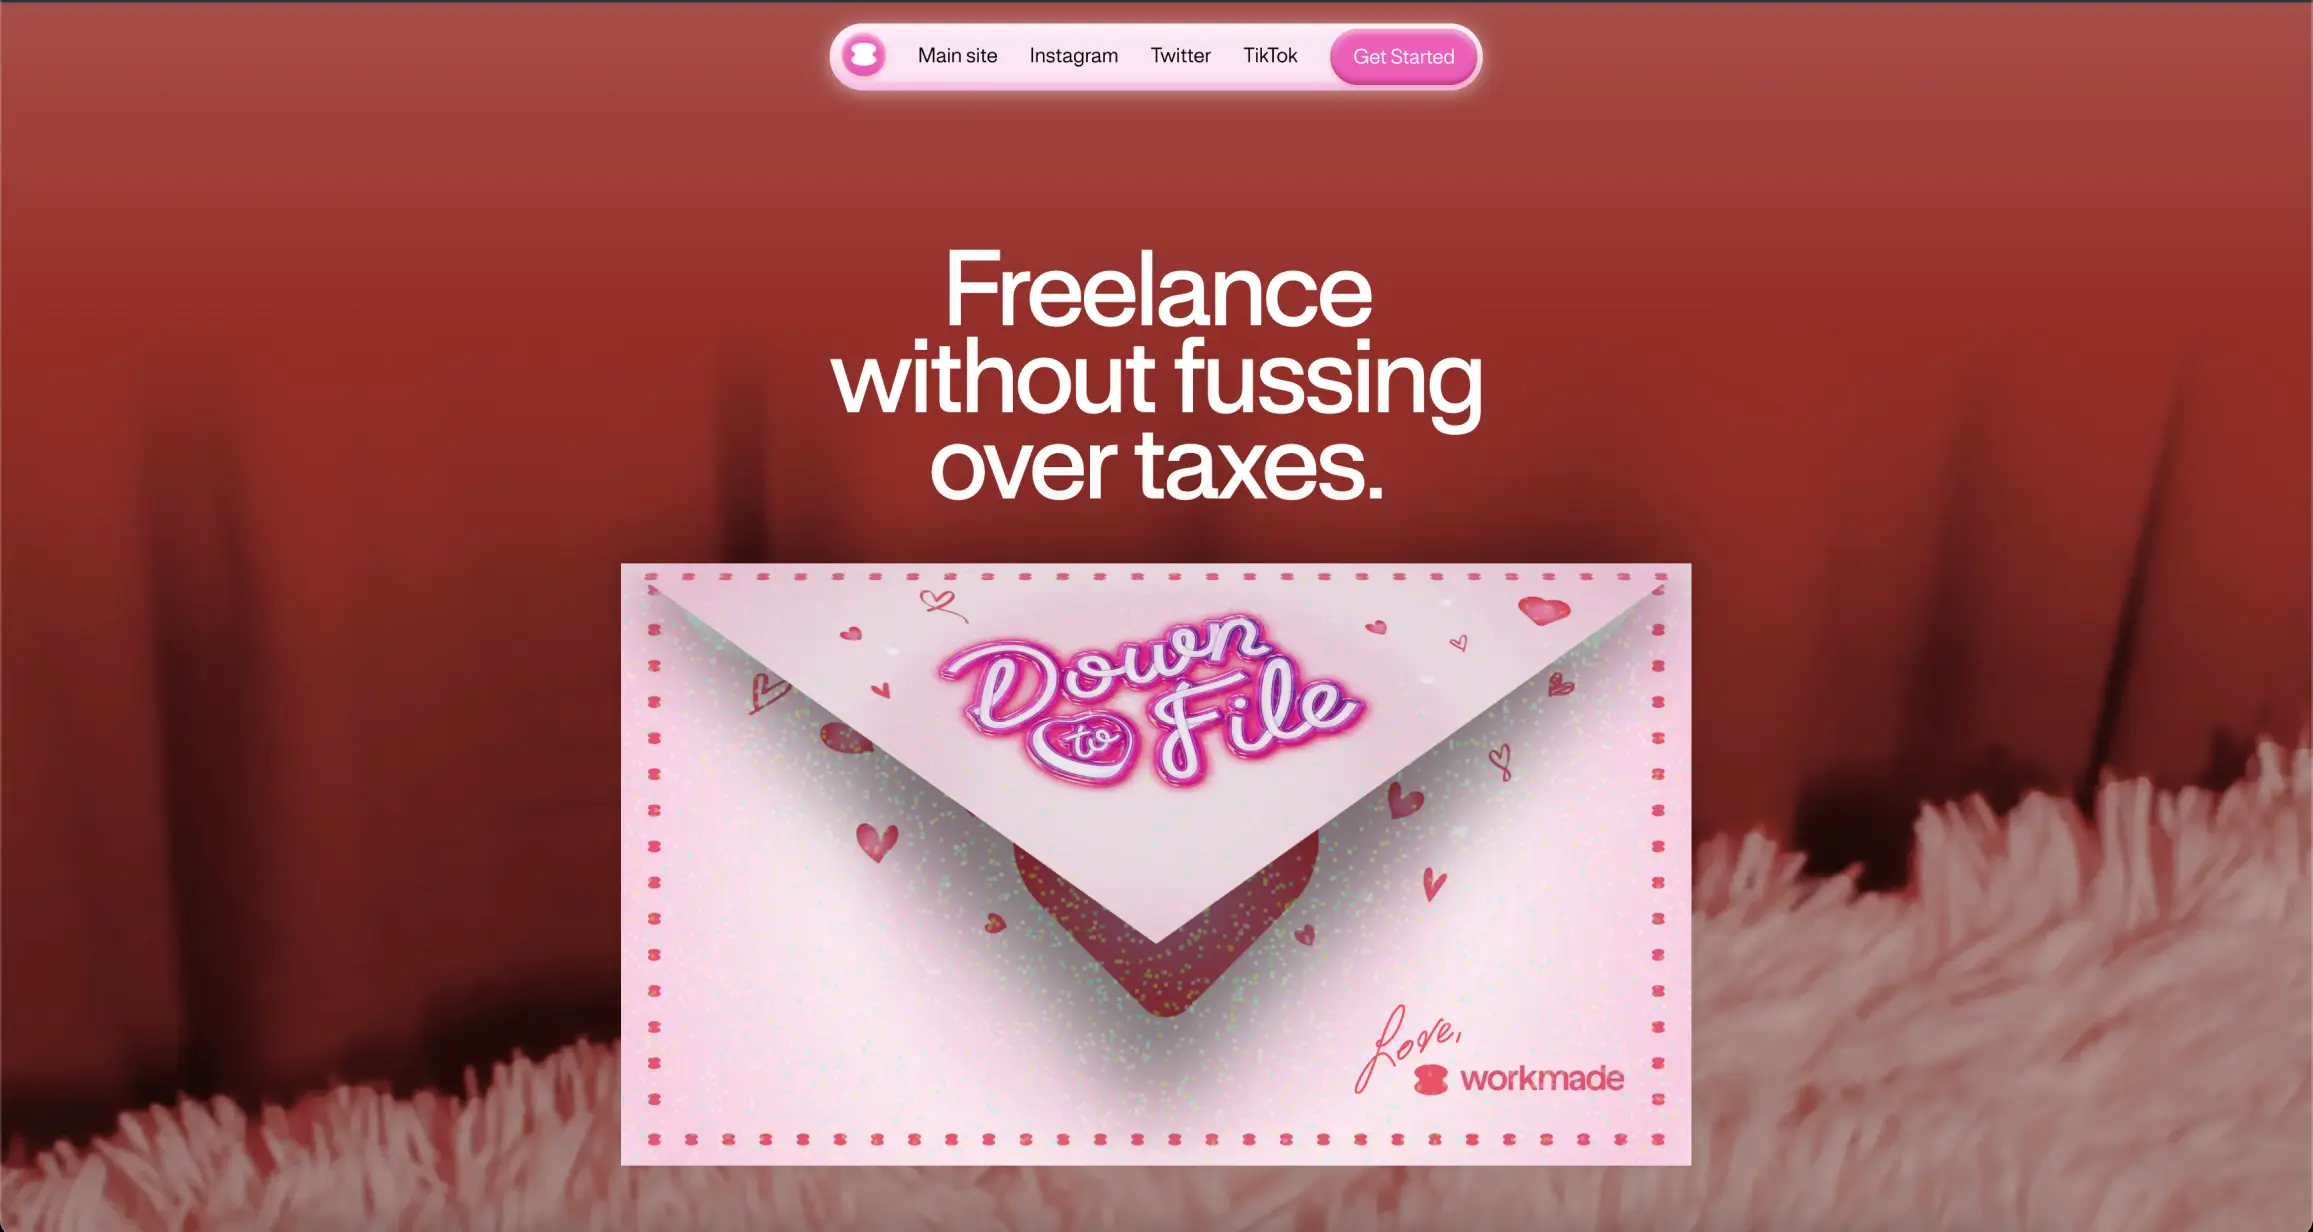 Main site Instagram Twitter TikTok Get Started
Freelance
without fussing
over taxes.
Down
to File
Love,
workmade